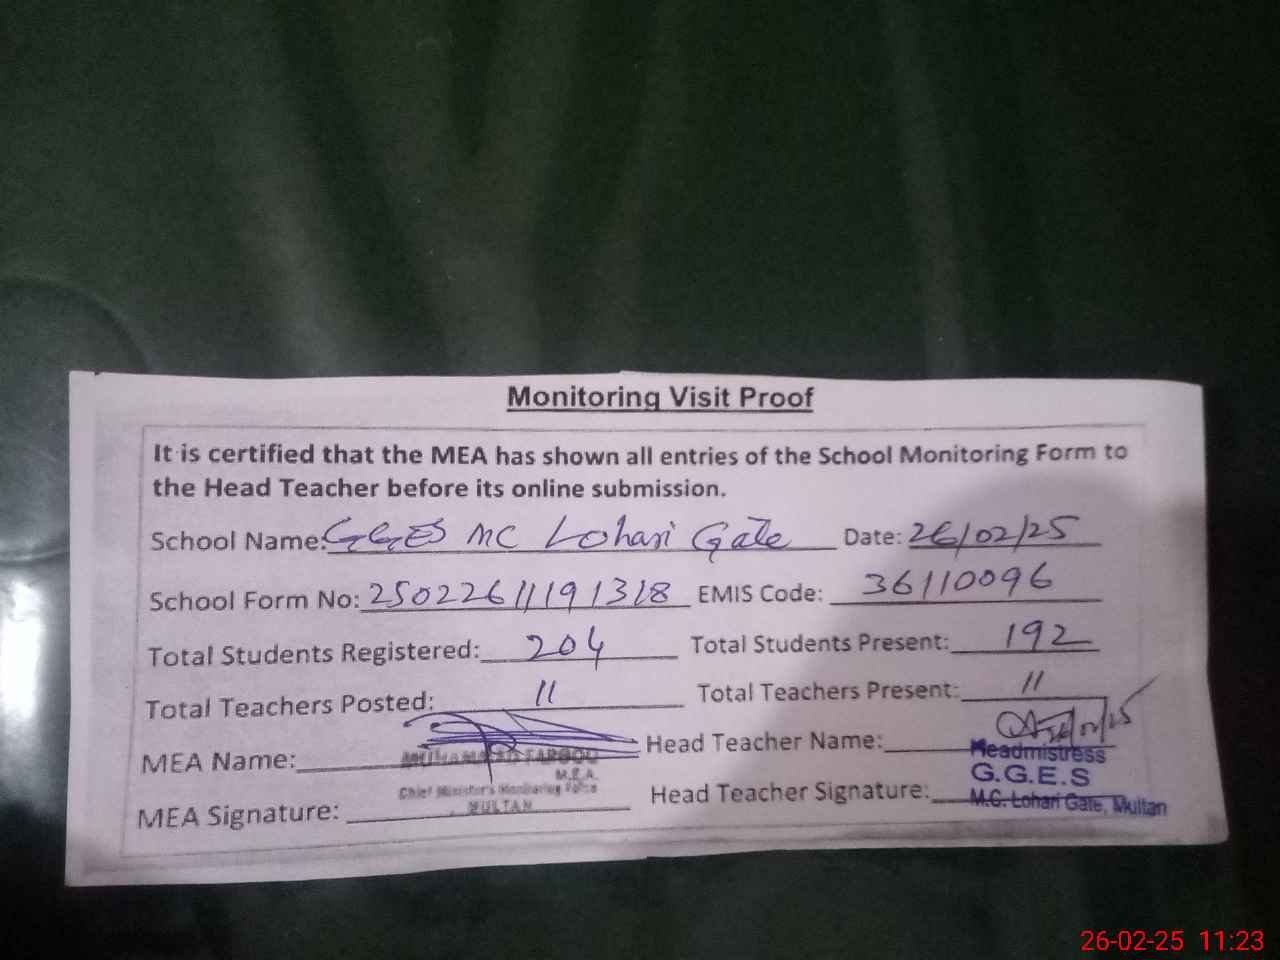 Monitoring Visit Proof
It is certified that the MEA has shown all entries of the School Monitoring Form to
the Head Teacher before its online submission.
School Name: GGES MC Lohari Gate Date: 26/02/25
School Form No: 25022611191318 EMIS Code: 36110096
Total Students Registered: 204 Total Students Present: 192
Total Teachers Posted: 11 Total Teachers Present: 11
MEA Name: MUHAMMAD FAROOQ Head Teacher Name: Headmistress
M.E.A. G.G.E.S
Chief Minister's Monitoring Force
MEA Signature: MULTAN Head Teacher Signature: M.C. Lohari Gate, Multan
26-02-25 11:23